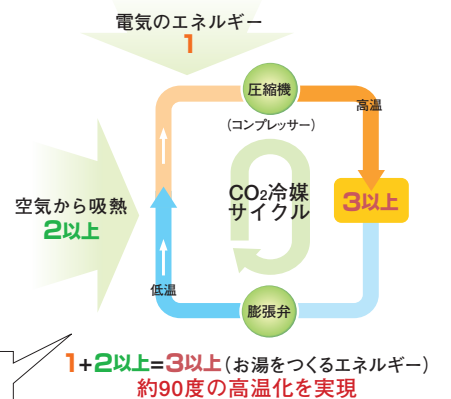 電気のエネルギー
1
圧縮機
(コンプレッサー)
高温
空気から吸熱
2以上
CO₂冷媒
サイクル
3以上
低温
膨張弁
1+2以上=3以上(お湯をつくるエネルギー)
約90度の高温化を実現